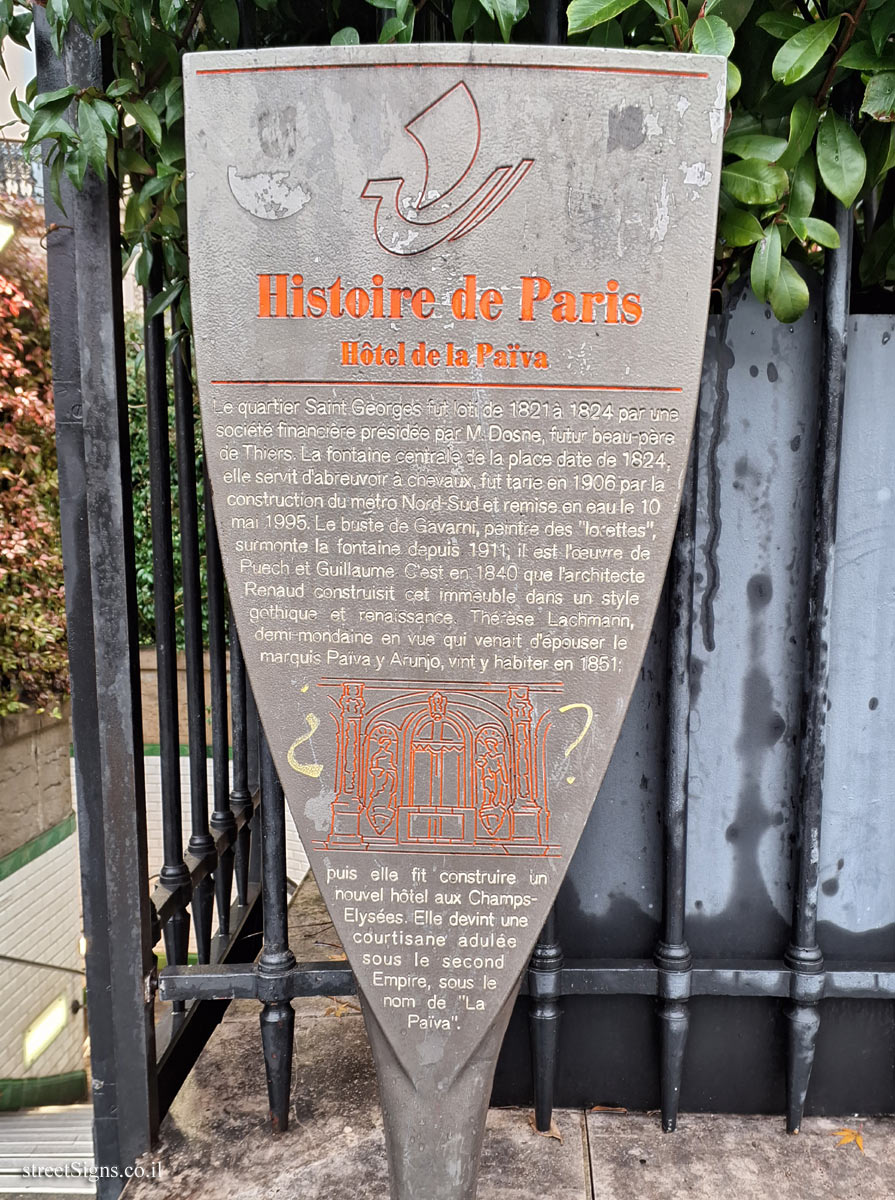 Histoire de Paris
Hôtel de la Païva
Le quartier Saint Georges fut loti de 1821 à 1824 par une
société financière présidée par M. Dosne, futur beau-père
de Thiers. La fontaine centrale de la place date de 1824,
elle servit d'abreuvoir à chevaux, fut tarie en 1906 par la
construction du métro Nord-Sud et remise en eau le 10
mai 1995. Le buste de Gavarni, peintre des "lorettes",
surmonte la fontaine depuis 1911; il est l'œuvre de
Puech et Guillaume. C'est en 1840 que l'architecte
Renaud construisit cet immeuble dans un style
gothique et renaissance. Thérèse Lachmann,
demi-mondaine en vue qui venait d'épouser le
marquis Païva y Arunjo, vint y habiter en 1851;
¿ ?
puis elle fit construire un
nouvel hôtel aux Champs-
Elysées. Elle devint une
courtisane adulée
sous le second
Empire, sous le
nom de "La
Païva".
streetSigns.co.il